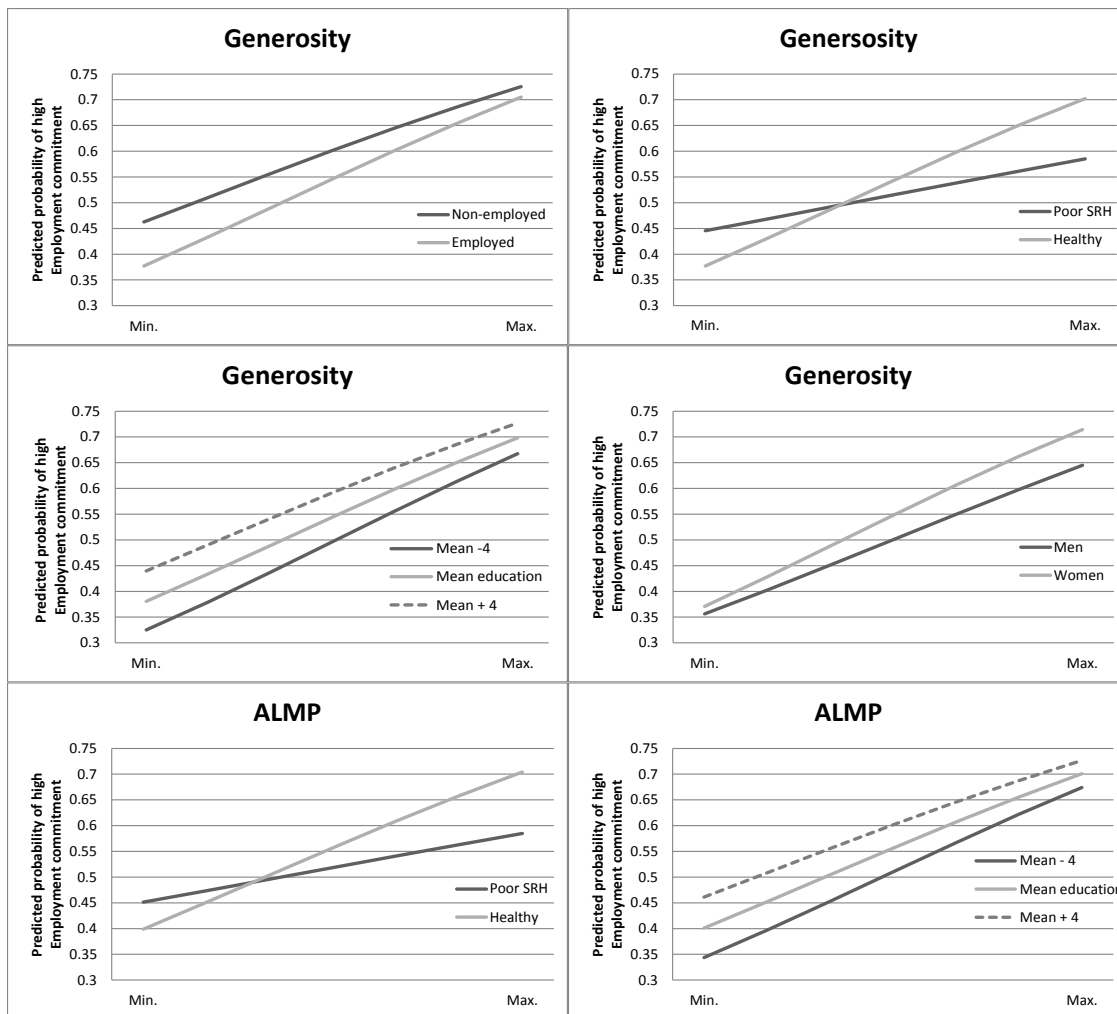 Generosity
Predicted probability of high
Employment commitment
0.75
0.7
0.65
0.6
0.55
0.5
0.45
0.4
0.35
0.3
Non-employed
Employed
Min.
Max.
Genersosity
Predicted probability of high
Employment commitment
0.75
0.7
0.65
0.6
0.55
0.5
0.45
0.4
0.35
0.3
Poor SRH
Healthy
Min.
Max.
Generosity
Predicted probability of high
Employment commitment
0.75
0.7
0.65
0.6
0.55
0.5
0.45
0.4
0.35
0.3
Mean -4
Mean education
Mean + 4
Min.
Max.
Generosity
Predicted probability of high
Employment commitment
0.75
0.7
0.65
0.6
0.55
0.5
0.45
0.4
0.35
0.3
Men
Women
Min.
Max.
ALMP
Predicted probability of high
Employment commitment
0.75
0.7
0.65
0.6
0.55
0.5
0.45
0.4
0.35
0.3
Poor SRH
Healthy
Min.
Max.
ALMP
Predicted probability of high
Employment commitment
0.75
0.7
0.65
0.6
0.55
0.5
0.45
0.4
0.35
0.3
Mean - 4
Mean education
Mean + 4
Min.
Max.